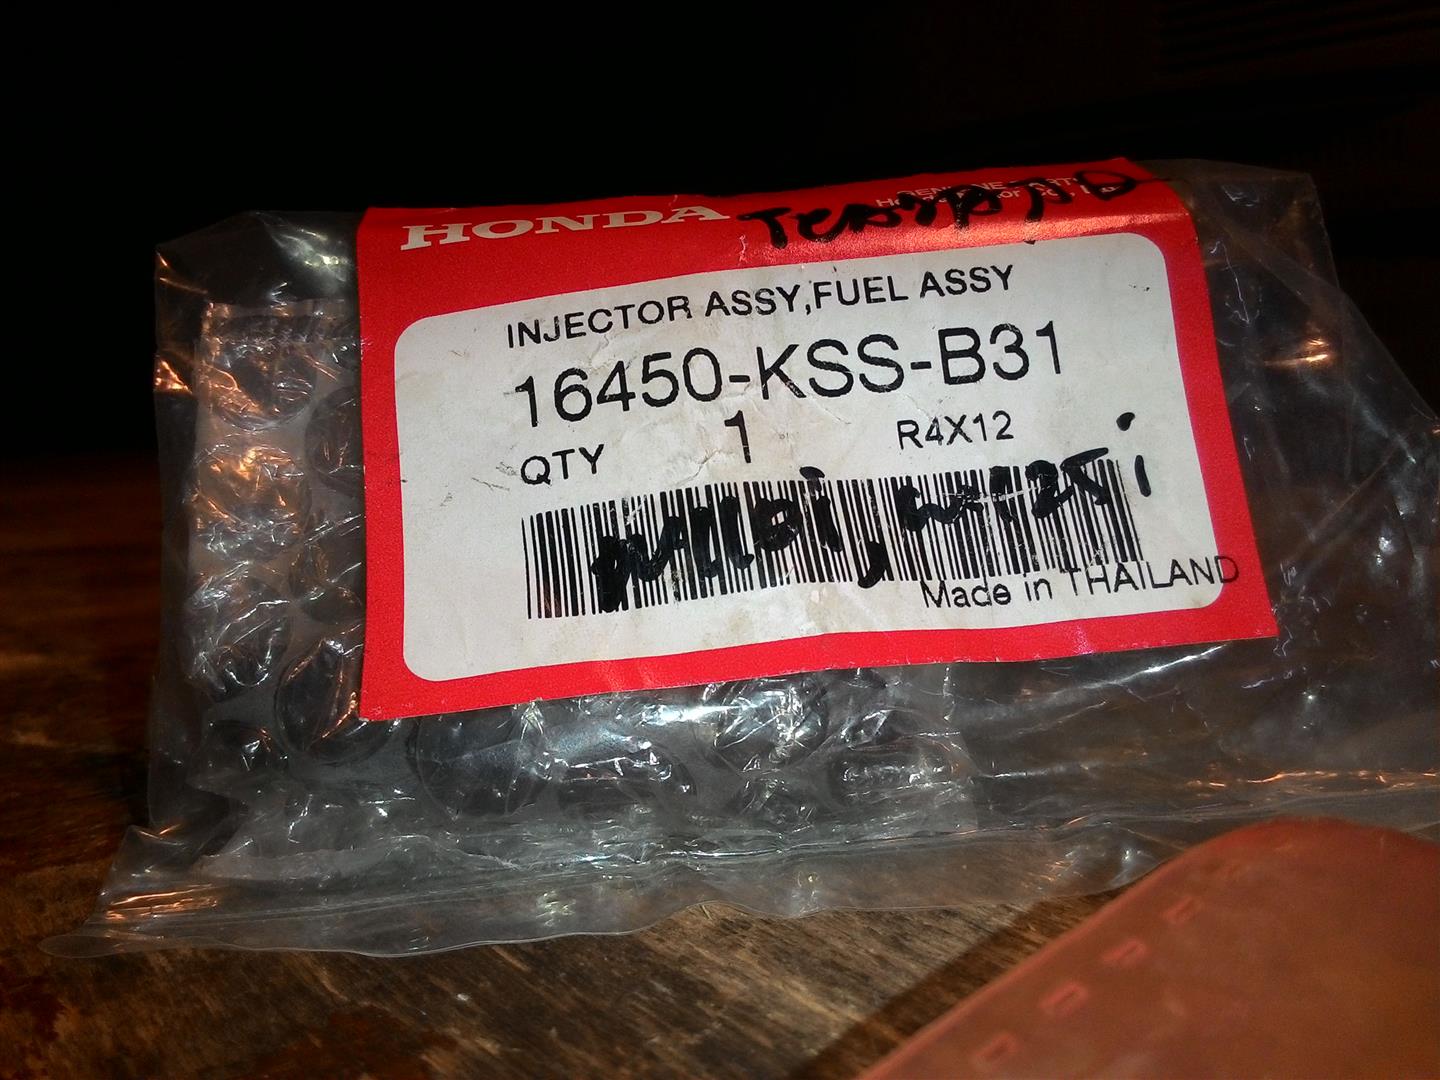 HONDA
INJECTOR ASSY,FUEL ASSY
16450-KSS-B31
QTY 1 R4X12
Made in THAILAND